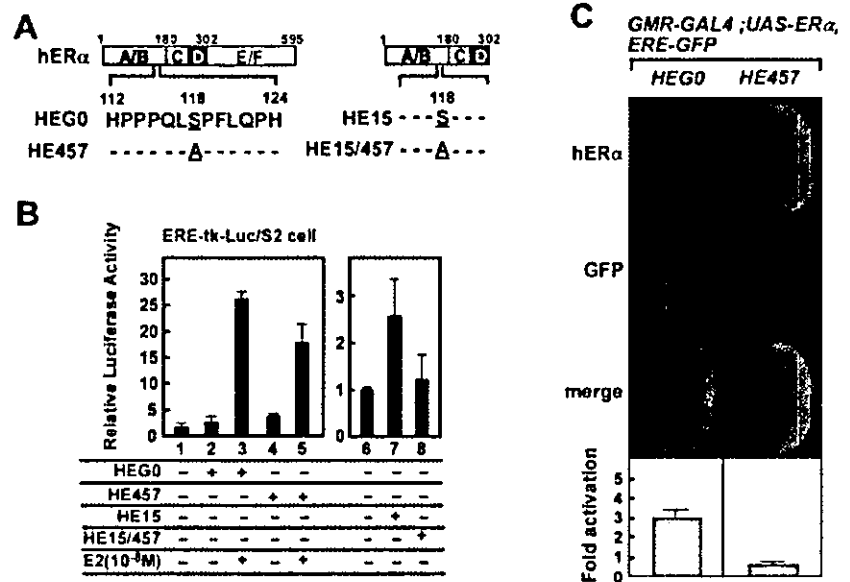 A
1 180 302 595
hERα A/B C D E/F
112 118 124
HEG0 HPPPQLSPFLQPH
HE457 - - - - - - A - - - - - -
1 180 302
A/B C D
118
HE15 - - - S - - - -
HE15/457 - - - A - - - -
B
ERE-tk-Luc/S2 cell
Relative Luciferase Activity
30
25
20
15
10
5
0
3
2
1
0
1 2 3 4 5 6 7 8
HEG0 – + + – – – – –
HE457 – – – + + – – –
HE15 – – – – – – + –
HE15/457 – – – – – – – +
E2(10⁻⁸M) – – + – + – – –
C
GMR-GAL4 ;UAS-ERα,
ERE-GFP
HEG0 HE457
hERα
GFP
merge
Fold activation
5
4
3
2
1
0